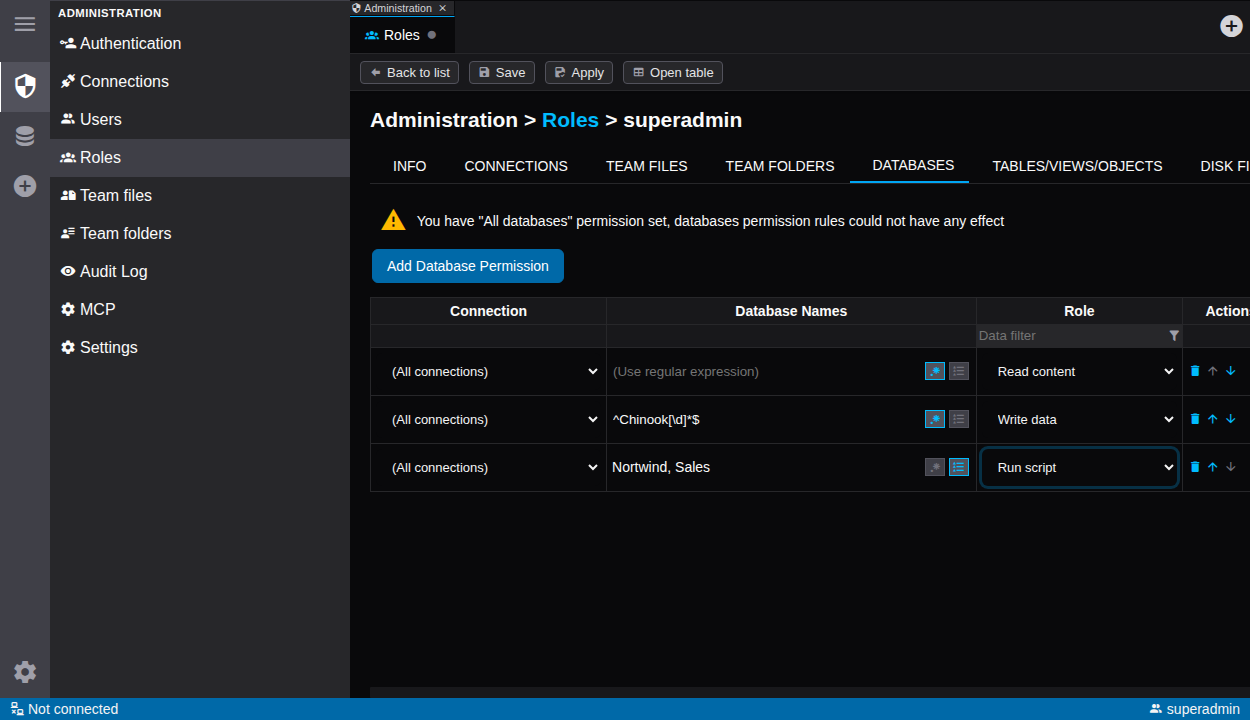 ADMINISTRATION
Authentication
Connections
Users
Roles
Team files
Team folders
Audit Log
MCP
Settings
Administration
Roles
Back to list Save Apply Open table
Administration > Roles > superadmin
INFO CONNECTIONS TEAM FILES TEAM FOLDERS DATABASES TABLES/VIEWS/OBJECTS DISK FI
You have "All databases" permission set, databases permission rules could not have any effect
Add Database Permission
Connection Database Names Role Action
Data filter
(All connections) (Use regular expression) Read content
(All connections) ^Chinook[\d]*$ Write data
(All connections) Nortwind, Sales Run script
Not connected superadmin